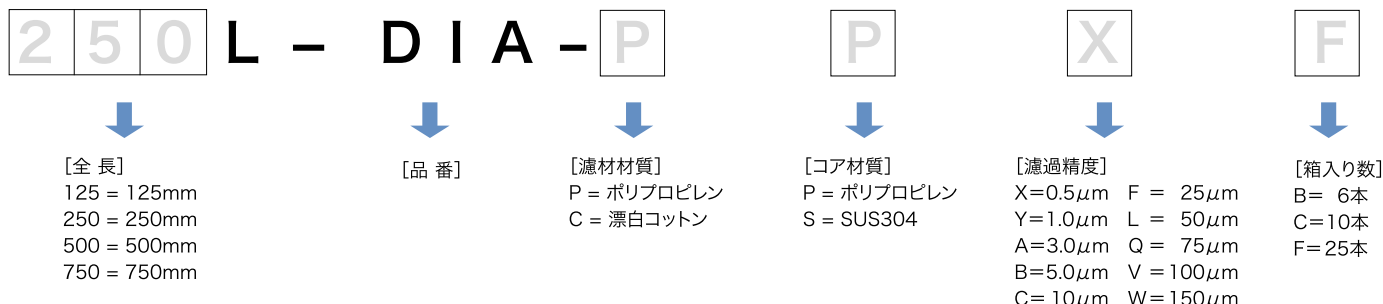 250L-DIA-P P X F
[全 長]
125 = 125mm
250 = 250mm
500 = 500mm
750 = 750mm
[品 番]
[濾材材質]
P = ポリプロピレン
C = 漂白コットン
[コア材質]
P = ポリプロピレン
S = SUS304
[濾過精度]
X=0.5μm F = 25μm
Y=1.0μm L = 50μm
A=3.0μm Q = 75μm
B=5.0μm V =100μm
C= 10μm W=150μm
[箱入り数]
B= 6本
C=10本
F=25本